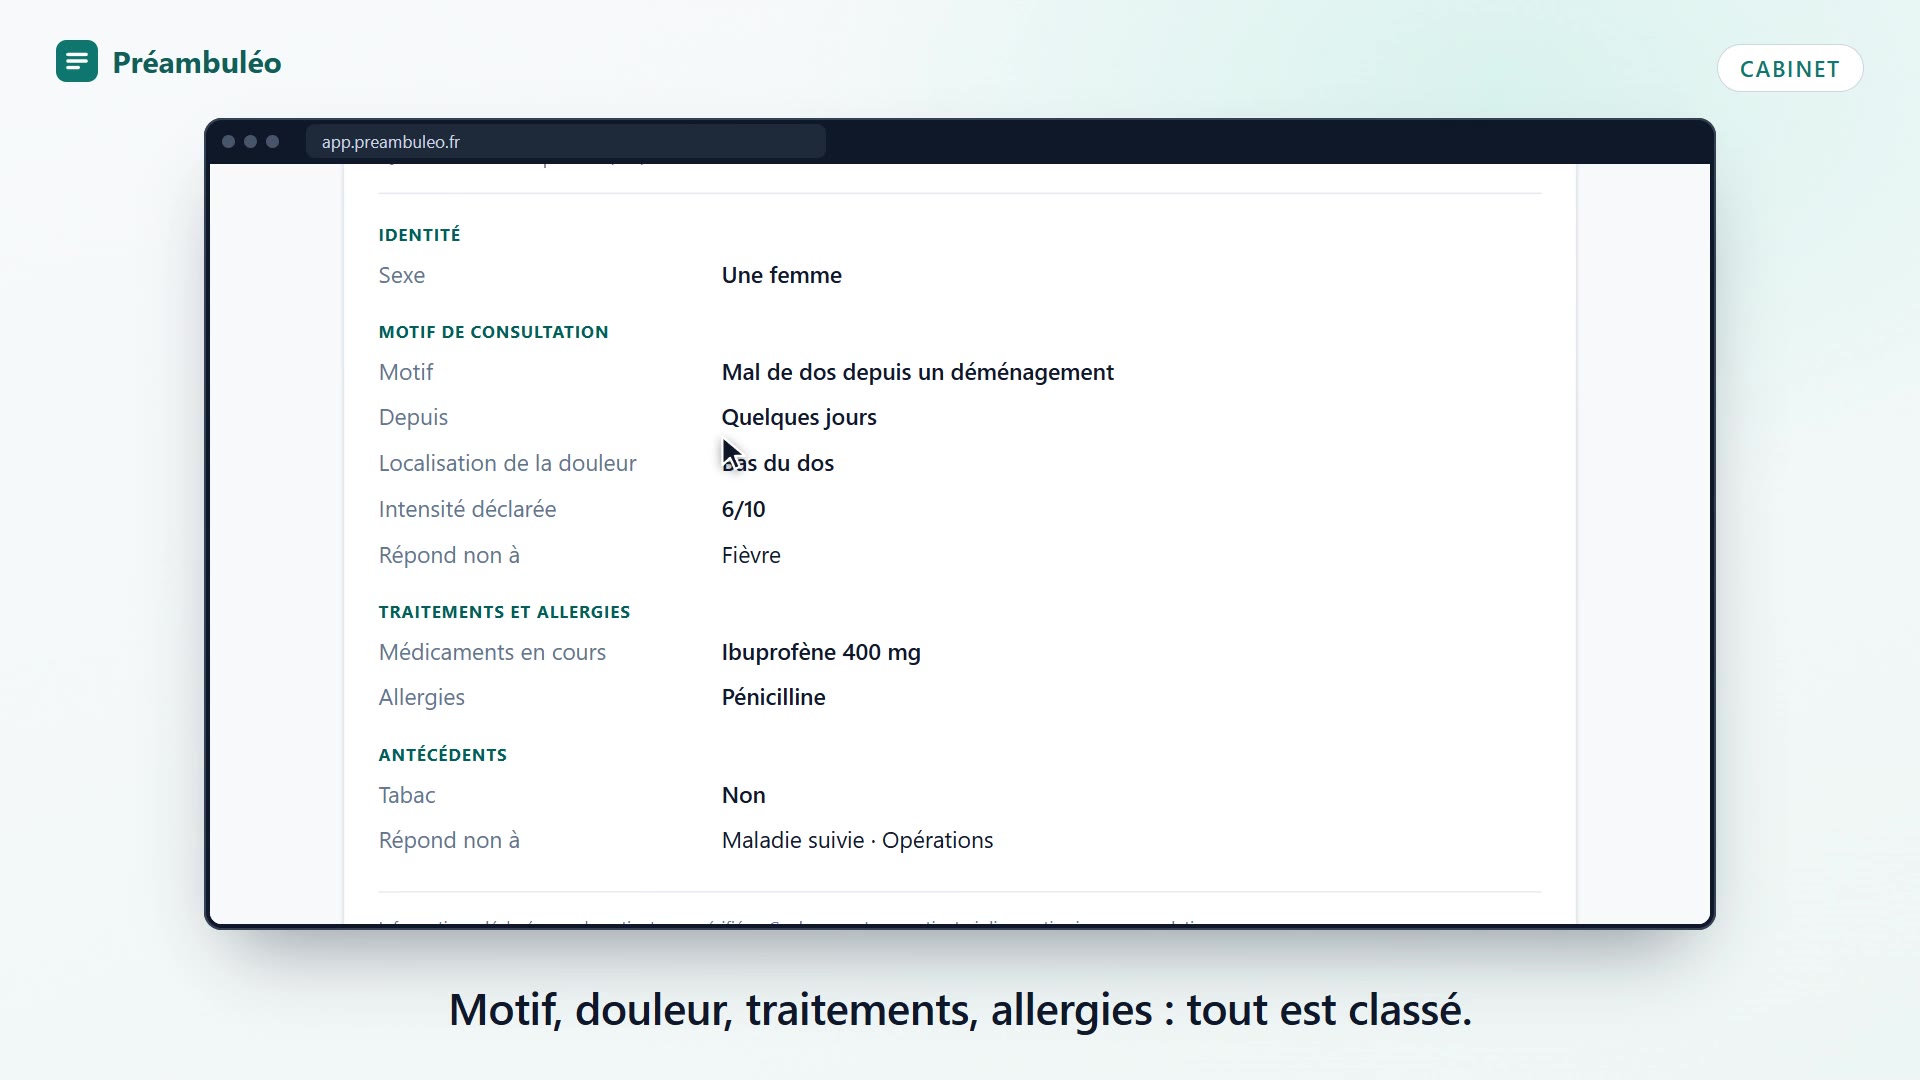 Préambuléo
CABINET
app.preambuleo.fr
IDENTITÉ
Sexe Une femme
MOTIF DE CONSULTATION
Motif Mal de dos depuis un déménagement
Depuis Quelques jours
Localisation de la douleur Bas du dos
Intensité déclarée 6/10
Répond non à Fièvre
TRAITEMENTS ET ALLERGIES
Médicaments en cours Ibuprofène 400 mg
Allergies Pénicilline
ANTÉCÉDENTS
Tabac Non
Répond non à Maladie suivie · Opérations
Motif, douleur, traitements, allergies : tout est classé.